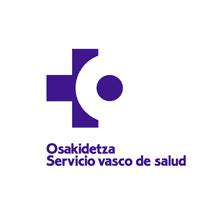 Osakidetza
Servicio vasco de salud